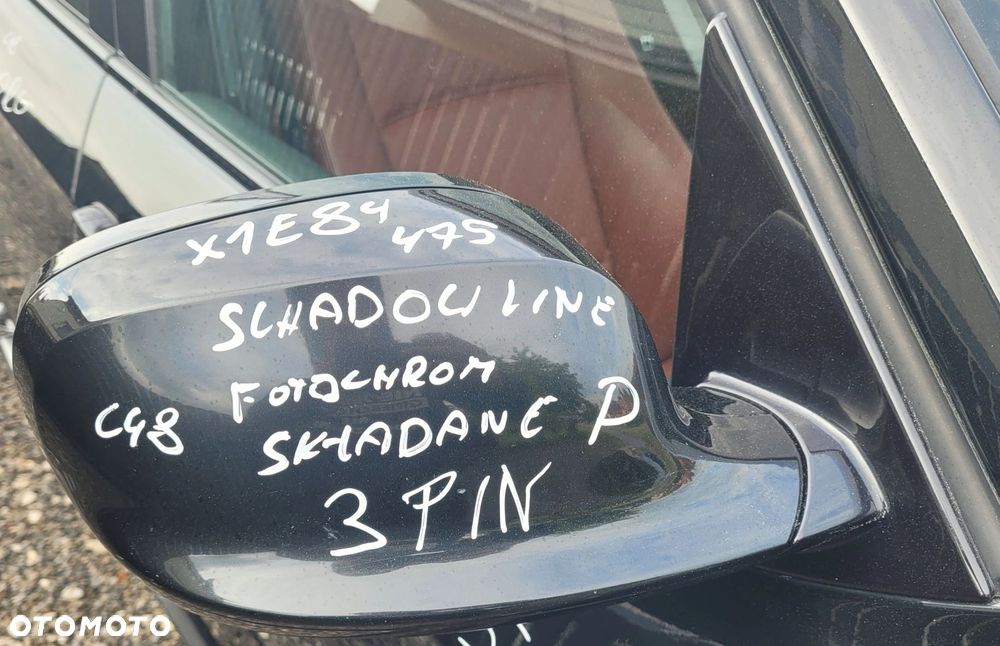 X1E84
475
SCHADOW LINE
FOTOCHROM
C48
SKŁADANE P
3 PIN
OTOMOTO